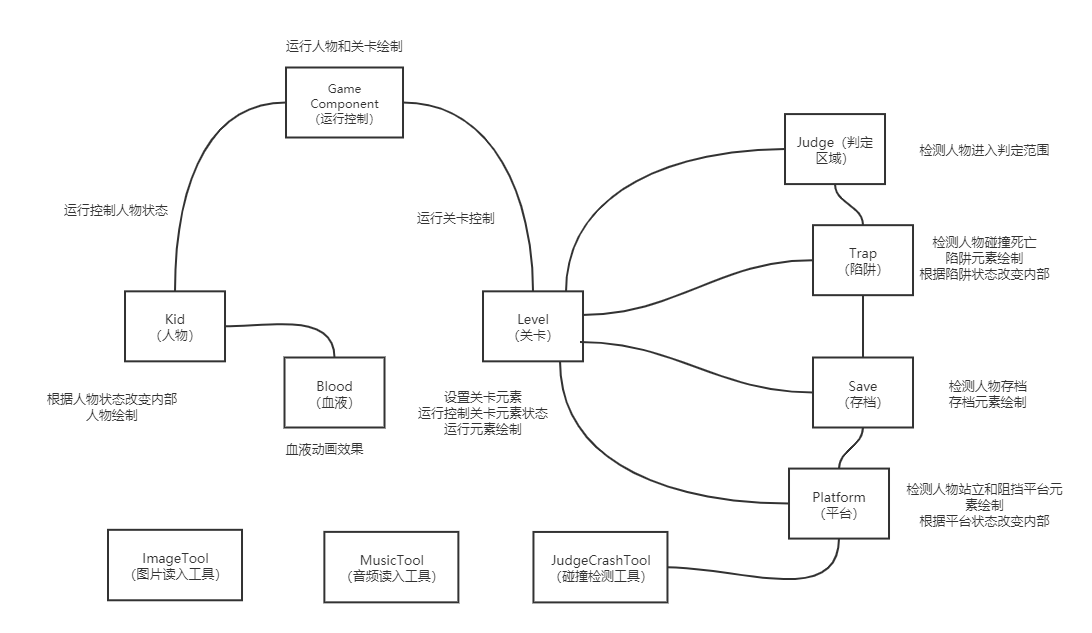 运行人物和关卡绘制
Game
Component
（运行控制）
Judge（判定
区域）
检测人物进入判定范围
运行控制人物状态
运行关卡控制
Trap
（陷阱）
检测人物碰撞死亡
陷阱元素绘制
根据陷阱状态改变内部
Kid
（人物）
Level
（关卡）
Blood
（血液）
Save
（存档）
检测人物存档
存档元素绘制
根据人物状态改变内部
人物绘制
设置关卡元素
运行控制关卡元素状态
运行元素绘制
血液动画效果
Platform
（平台）
检测人物站立和阻挡平台元
素绘制
根据平台状态改变内部
ImageTool
（图片读入工具）
MusicTool
（音频读入工具）
JudgeCrashTool
（碰撞检测工具）